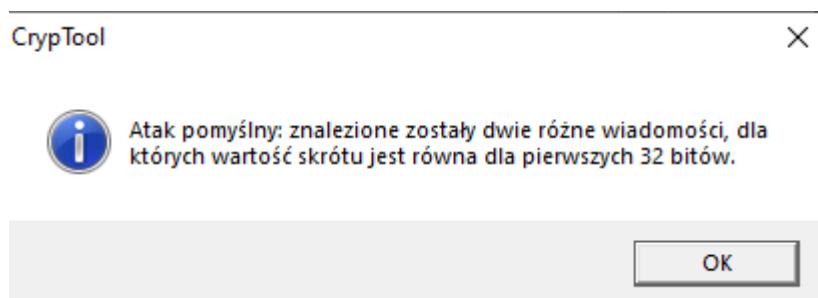 CrypTool
Atak pomyślny: znalezione zostały dwie różne wiadomości, dla
których wartość skrótu jest równa dla pierwszych 32 bitów.
OK